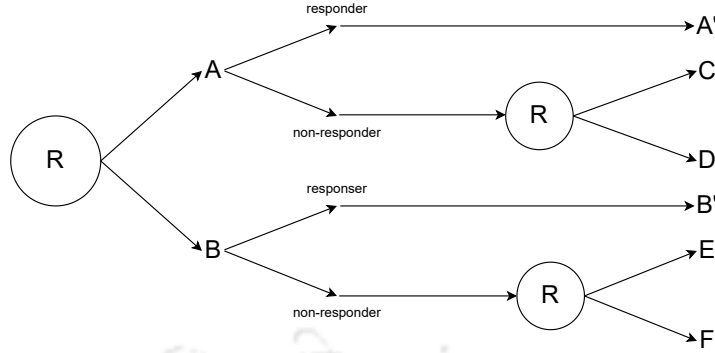 responder
A'
A
C
R
non-responder
R
D
responser
B'
B
E
R
non-responder
F